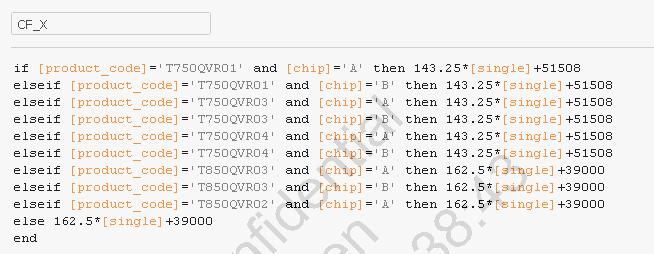 CF_X
if [product_code]='T750QVR01' and [chip]='A' then 143.25*[single]+51508
elseif [product_code]='T750QVR01' and [chip]='B' then 143.25*[single]+51508
elseif [product_code]='T750QVR03' and [chip]='A' then 143.25*[single]+51508
elseif [product_code]='T750QVR03' and [chip]='B' then 143.25*[single]+51508
elseif [product_code]='T750QVR04' and [chip]='A' then 143.25*[single]+51508
elseif [product_code]='T750QVR04' and [chip]='B' then 143.25*[single]+51508
elseif [product_code]='T850QVR03' and [chip]='A' then 162.5*[single]+39000
elseif [product_code]='T850QVR03' and [chip]='B' then 162.5*[single]+39000
elseif [product_code]='T850QVR02' and [chip]='A' then 162.5*[single]+39000
else 162.5*[single]+39000
end